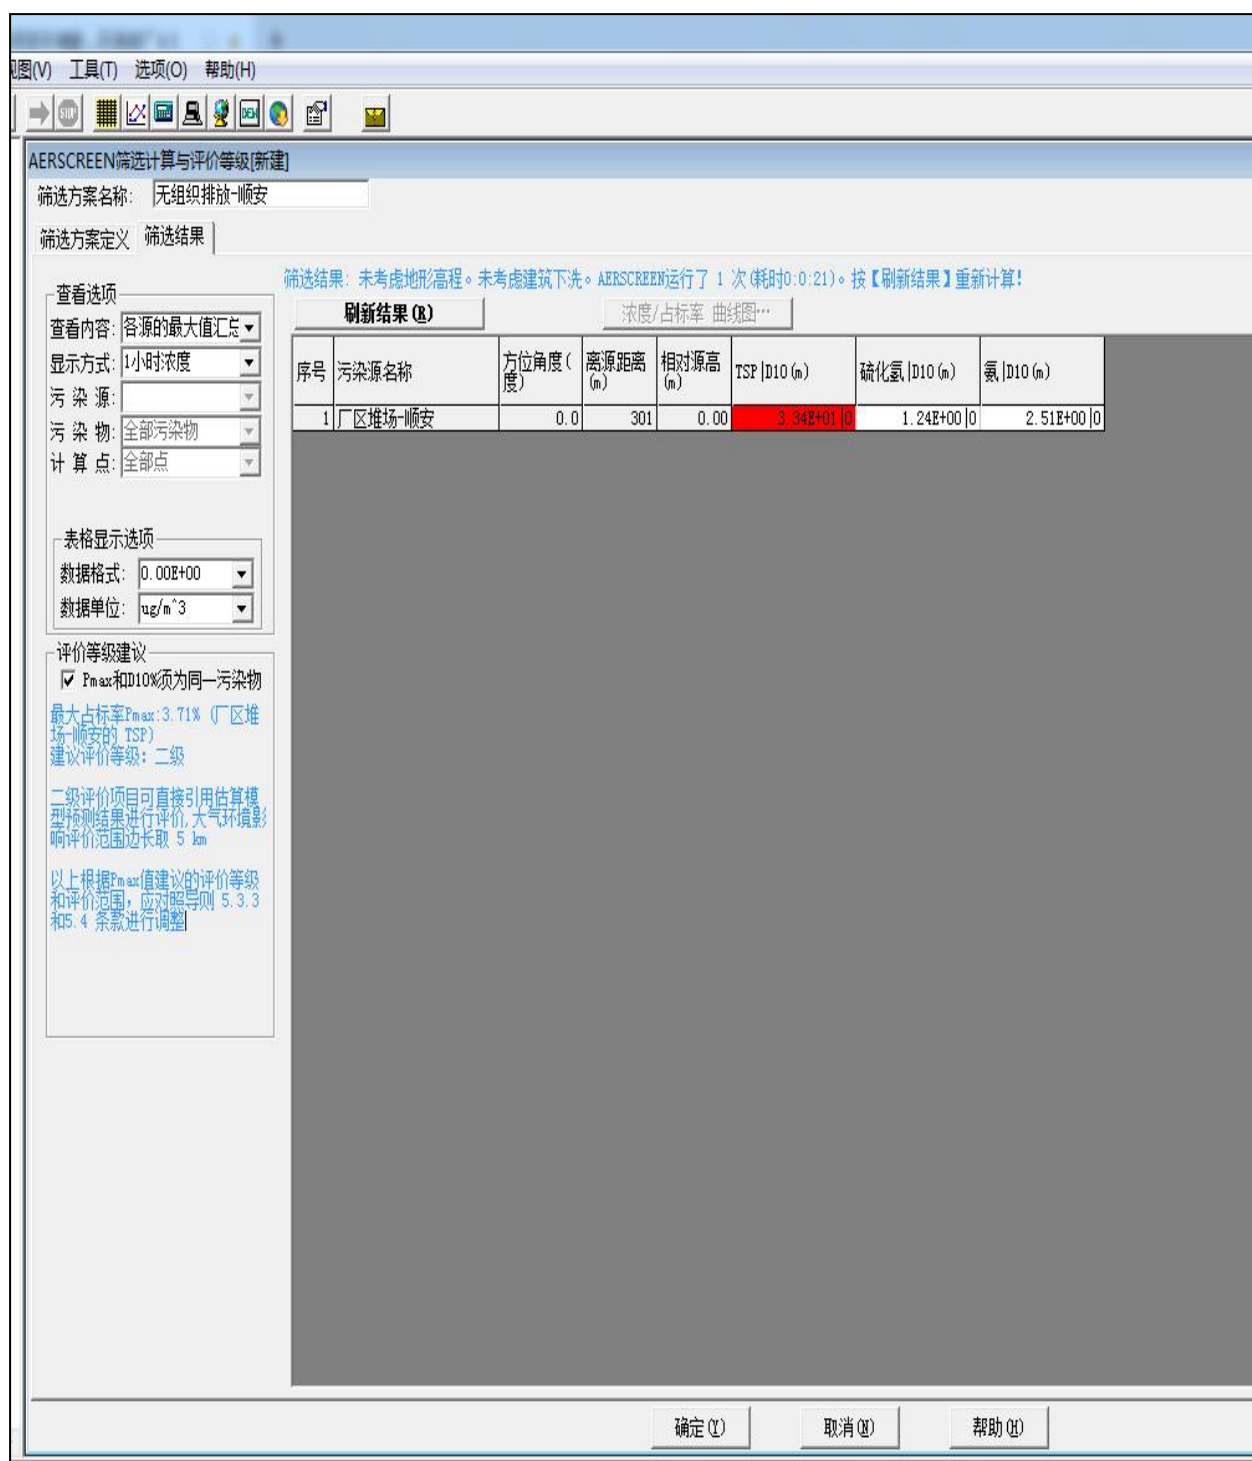 视图(V) 工具(T) 选项(O) 帮助(H)
STOP
DEM
AERSCREEN筛选计算与评价等级[新建]
筛选方案名称: 无组织排放-顺安
筛选方案定义 筛选结果
筛选结果: 未考虑地形高程。未考虑建筑下洗。AERSCREEN运行了 1 次(耗时0:0:21)。按【刷新结果】重新计算!
刷新结果(R) 浓度/占标率 曲线图…
查看选项
查看内容: 各源的最大值汇总
显示方式: 1小时浓度
污 染 源:
污 染 物: 全部污染物
计 算 点: 全部点
表格显示选项
数据格式: 0.00E+00
数据单位: ug/m^3
评价等级建议
Pmax和D10%须为同一污染物
最大占标率Pmax:3.71% (厂区堆
场-顺安的 TSP)
建议评价等级: 二级
二级评价项目可直接引用估算模
型预测结果进行评价,大气环境影
响评价范围边长取 5 km
以上根据Pmax值建议的评价等级
和评价范围, 应对照导则 5.3.3
和5.4 条款进行调整
序号 污染源名称 方位角度(度) 离源距离(m) 相对源高(m) TSP|D10(m) 硫化氢|D10(m) 氨|D10(m)
1 厂区堆场-顺安 0.0 301 0.00 3.34E+01|0 1.24E+00|0 2.51E+00|0
确定(Y) 取消(N) 帮助(H)